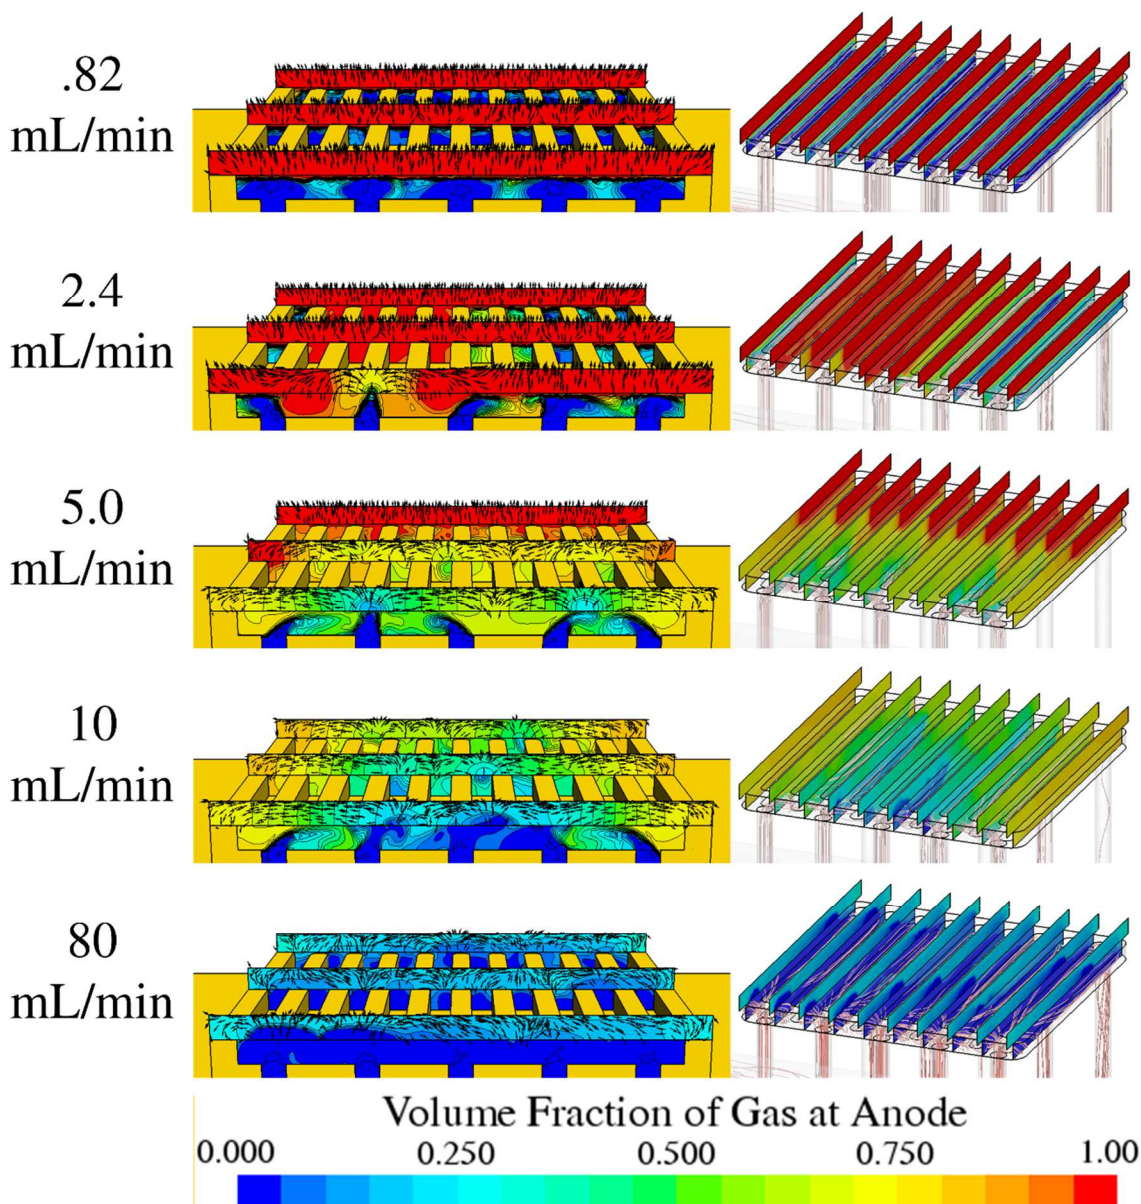 .82
mL/min
2.4
mL/min
5.0
mL/min
10
mL/min
80
mL/min
Volume Fraction of Gas at Anode
0.000 0.250 0.500 0.750 1.00